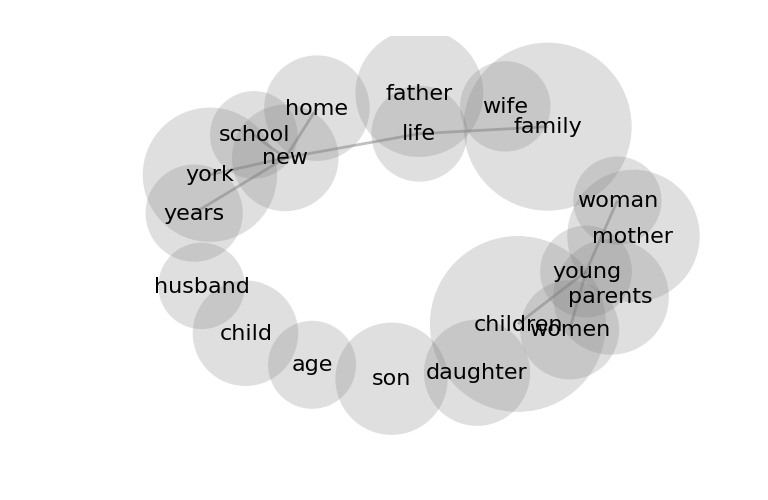 father
wife
home
family
life
school
new
york
woman
years
mother
young
husband
parents
children
women
child
age
daughter
son